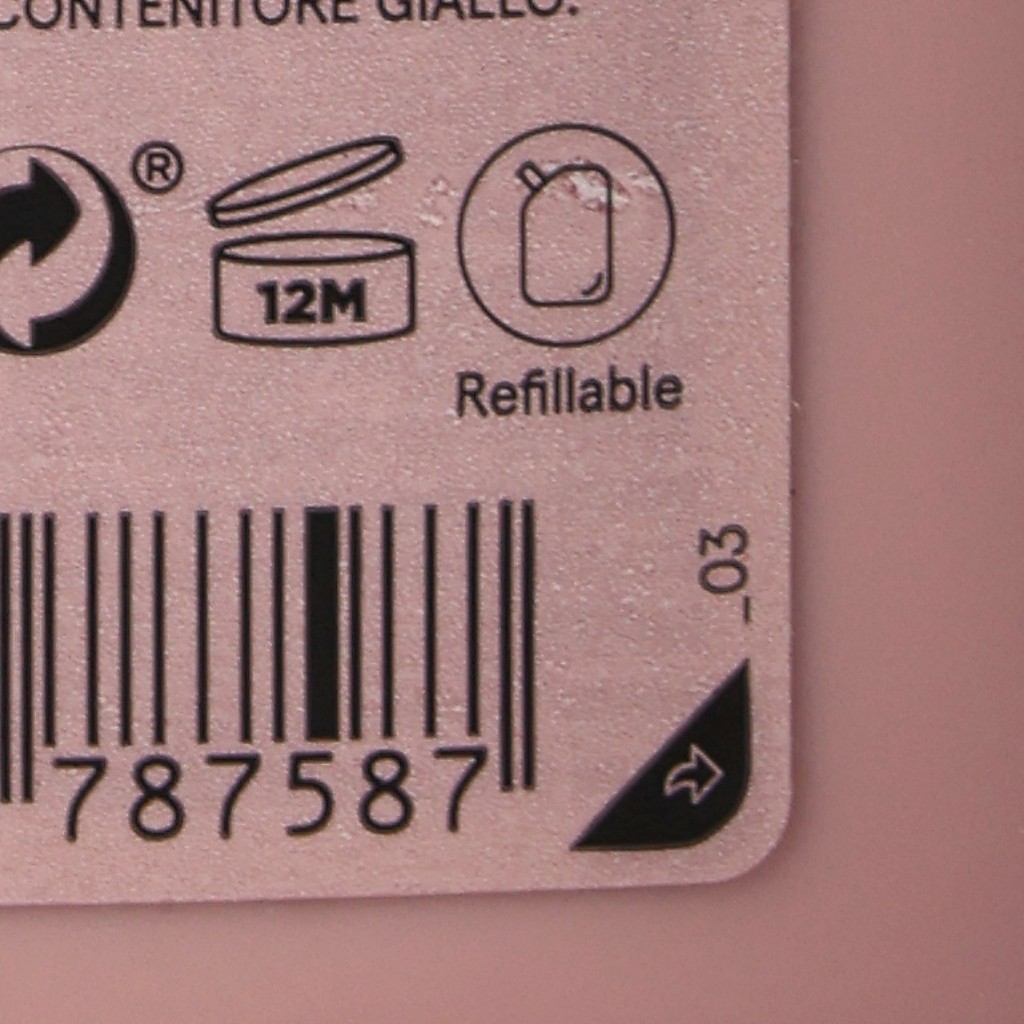 CONTENITORE GIALLO.
®
12M
Refillable
_03
787587